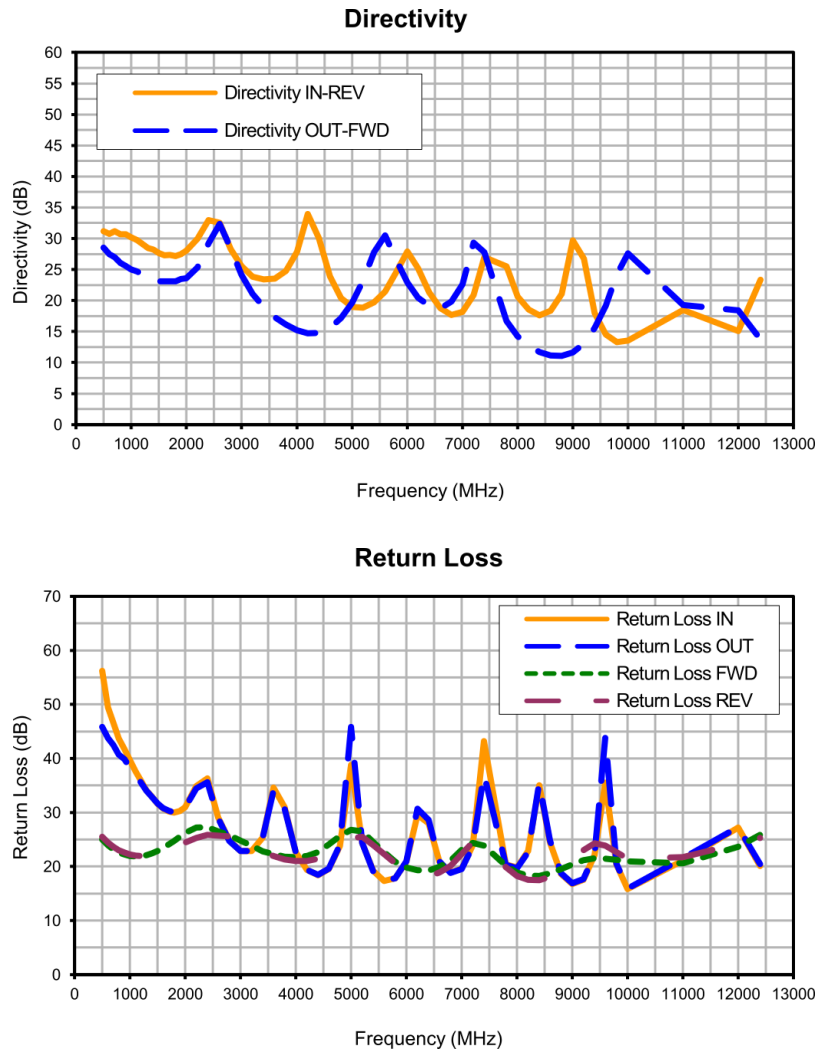 Directivity
60
55
50
45
40
35
30
25
20
15
10
5
0
Directivity (dB)
Directivity IN-REV
Directivity OUT-FWD
0 1000 2000 3000 4000 5000 6000 7000 8000 9000 10000 11000 12000 13000
Frequency (MHz)
Return Loss
70
60
50
40
30
20
10
0
Return Loss (dB)
Return Loss IN
Return Loss OUT
Return Loss FWD
Return Loss REV
0 1000 2000 3000 4000 5000 6000 7000 8000 9000 10000 11000 12000 13000
Frequency (MHz)